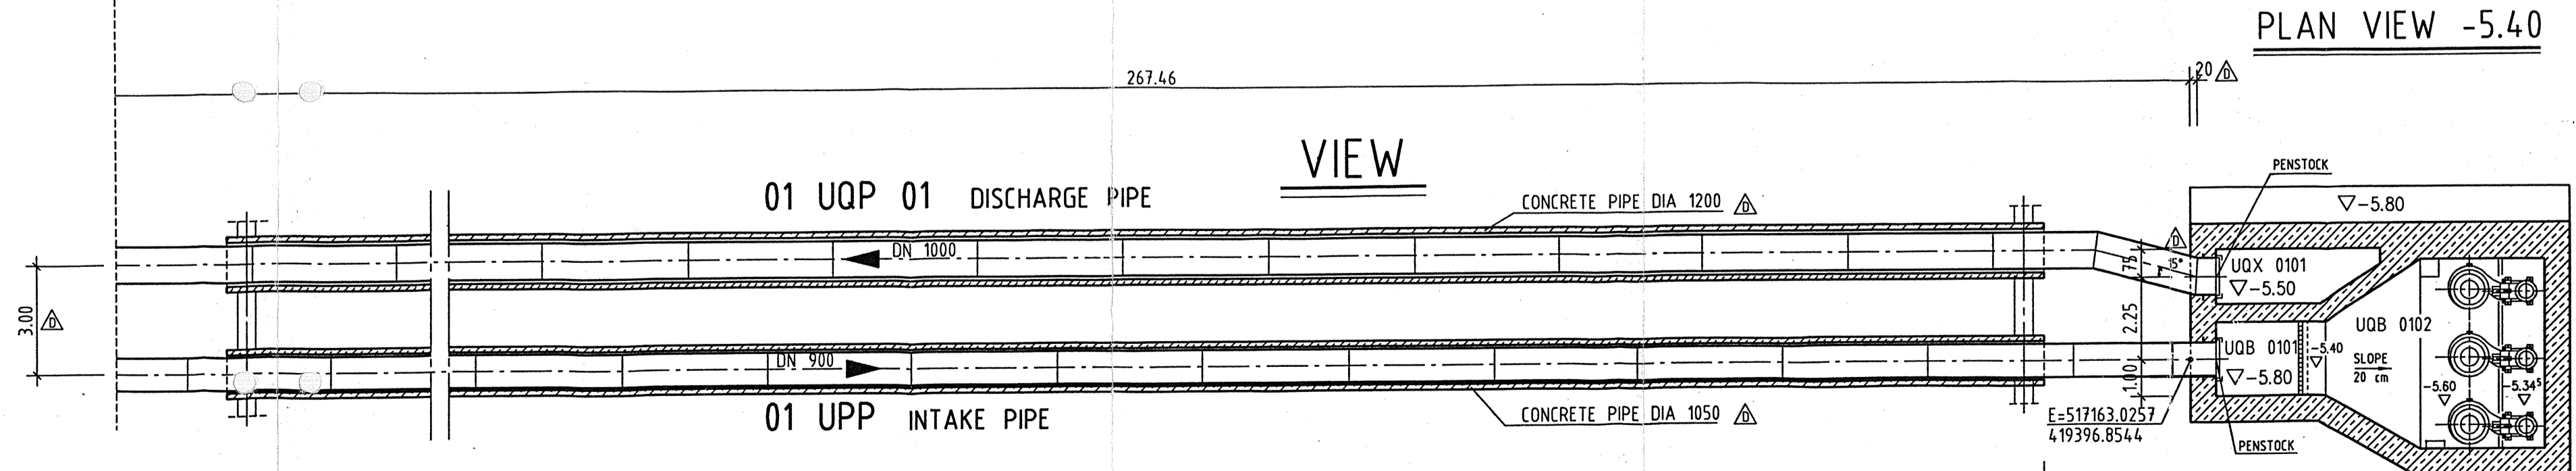 PLAN VIEW -5.40
267.46
20 D
VIEW
PENSTOCK
01 UQP 01 DISCHARGE PIPE
CONCRETE PIPE DIA 1200 D
-5.80
DN 1000
D
.75
15°
UQX 0101
-5.50
3.00 D
2.25
UQB 0102
DN 900
UQB 0101
-5.80
-5.40
SLOPE
20 cm
-5.60
-5.34⁵
1.00
01 UPP INTAKE PIPE
CONCRETE PIPE DIA 1050 D
E=517163.0257
419396.8544
PENSTOCK